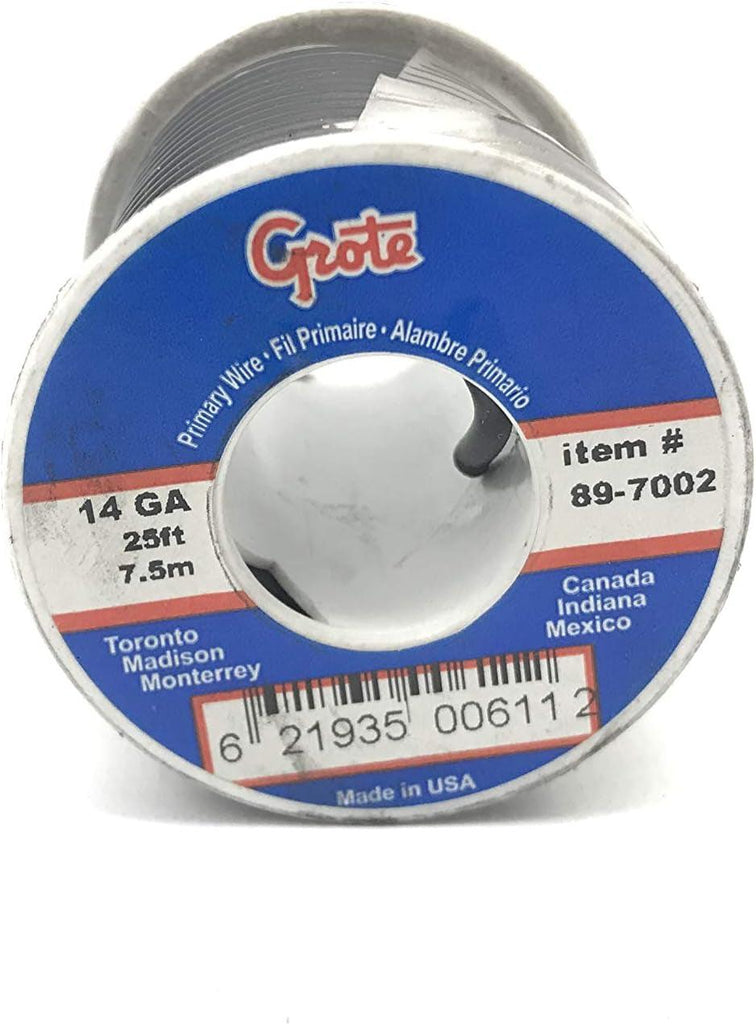 Grote
Primary Wire • Fil Primaire • Alambre Primario
14 GA
25ft
7.5m
item #
89-7002
Toronto
Madison
Monterrey
Canada
Indiana
Mexico
6 21935 00611 2
Made in USA